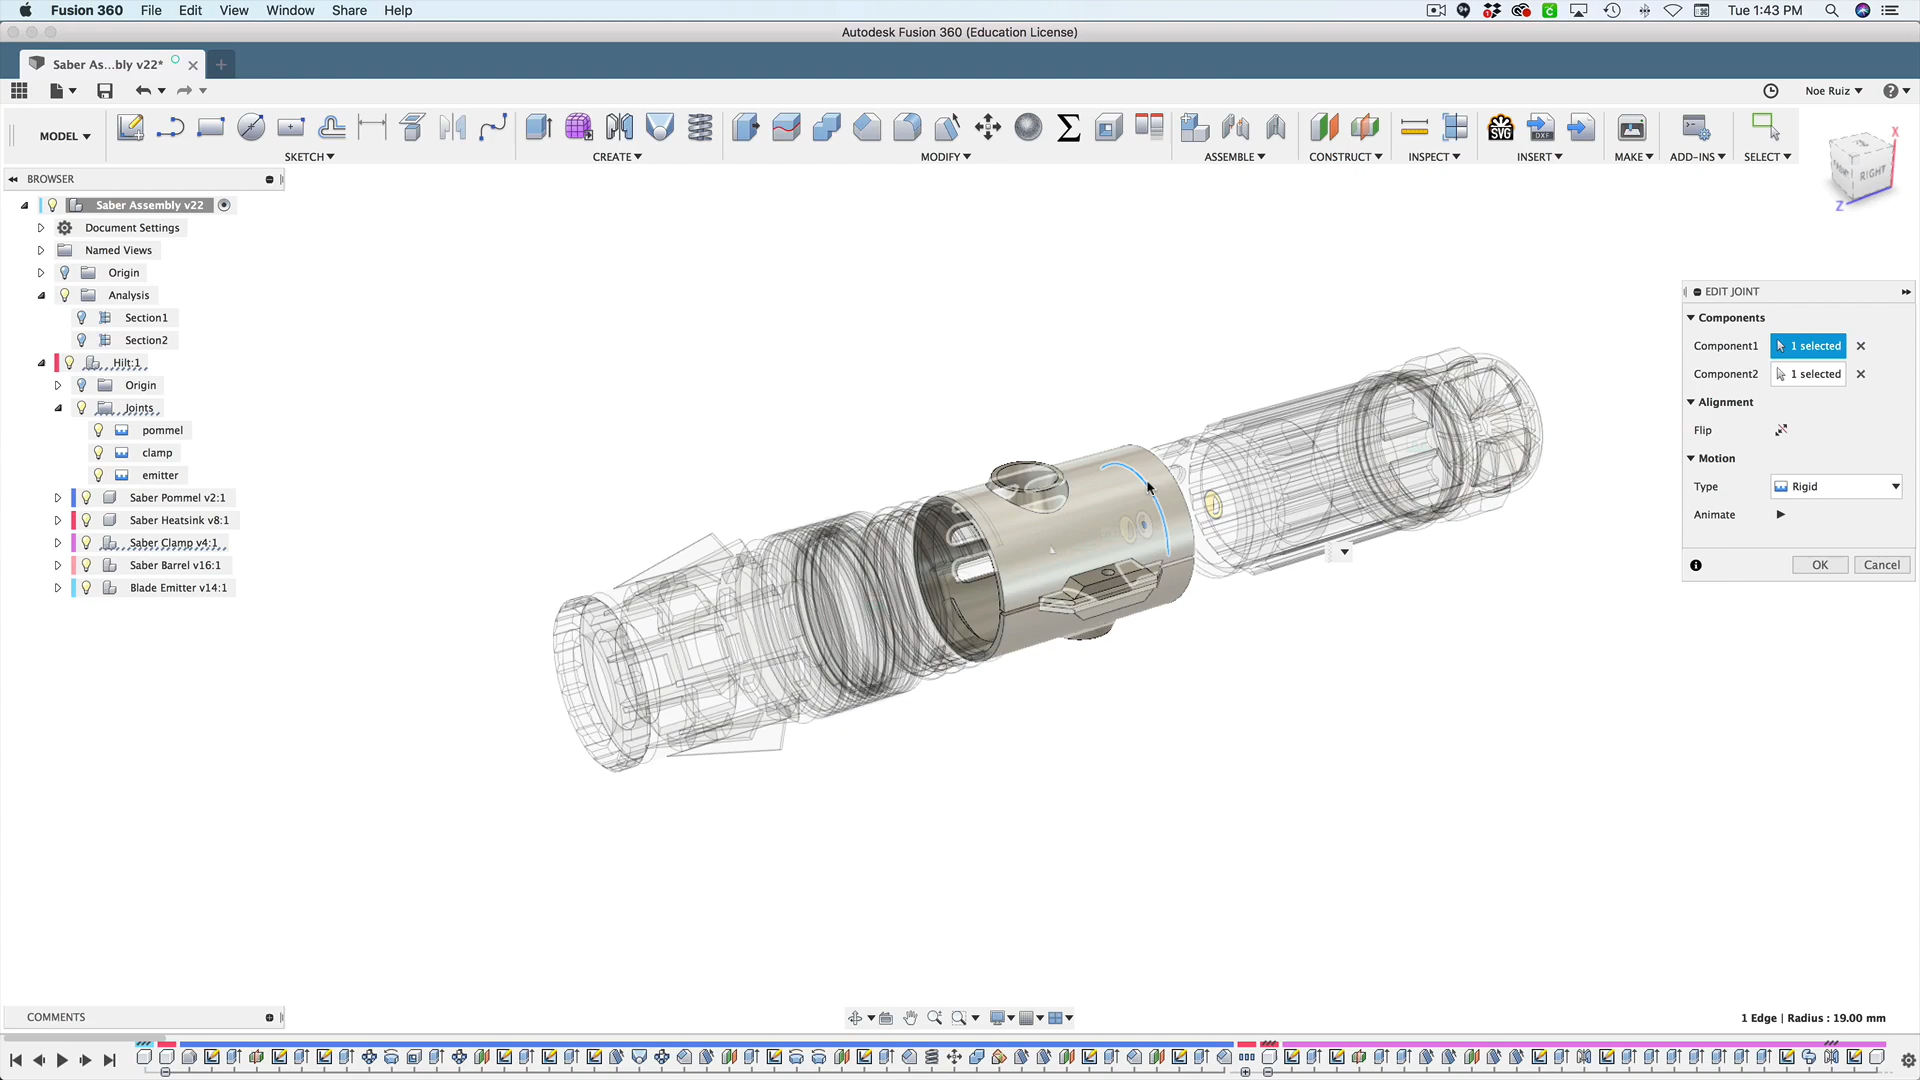 Fusion 360 File Edit View Window Share Help Tue 1:43 PM
Autodesk Fusion 360 (Education License)
Saber As...bly v22*
Noe Ruiz
MODEL SKETCH CREATE MODIFY ASSEMBLE CONSTRUCT INSPECT INSERT MAKE ADD-INS SELECT
SVG
DXF
RIGHT
X
Z
BROWSER
Saber Assembly v22
Document Settings
Named Views
Origin
Analysis
Section1
Section2
Hilt:1
Origin
Joints
pommel
clamp
emitter
Saber Pommel v2:1
Saber Heatsink v8:1
Saber Clamp v4:1
Saber Barrel v16:1
Blade Emitter v14:1
EDIT JOINT
Components
Component1 1 selected
Component2 1 selected
Alignment
Flip
Motion
Type Rigid
Animate
OK Cancel
COMMENTS
1 Edge | Radius : 19.00 mm